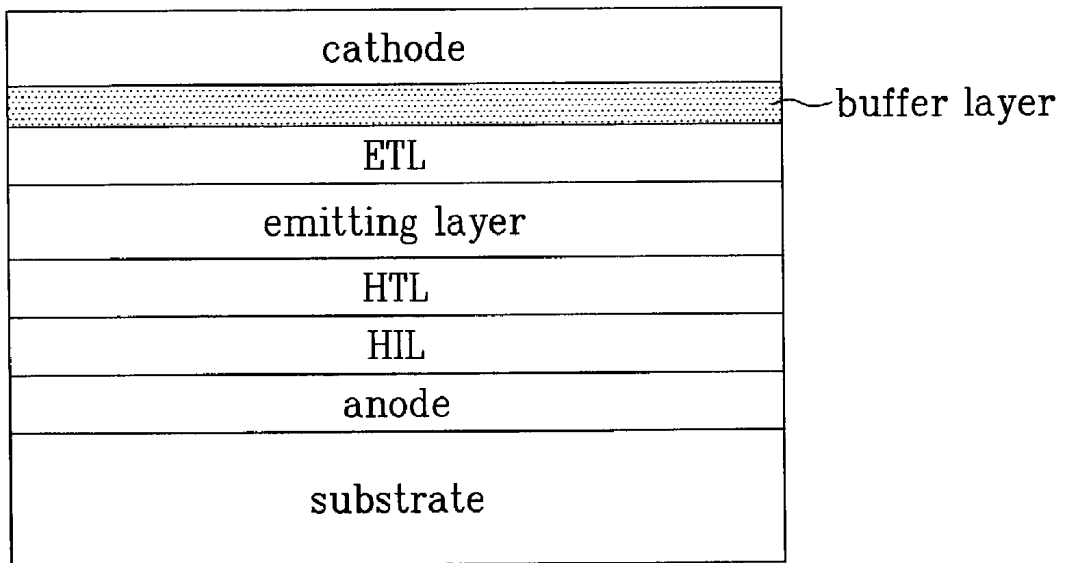 cathode
buffer layer
ETL
emitting layer
HTL
HIL
anode
substrate